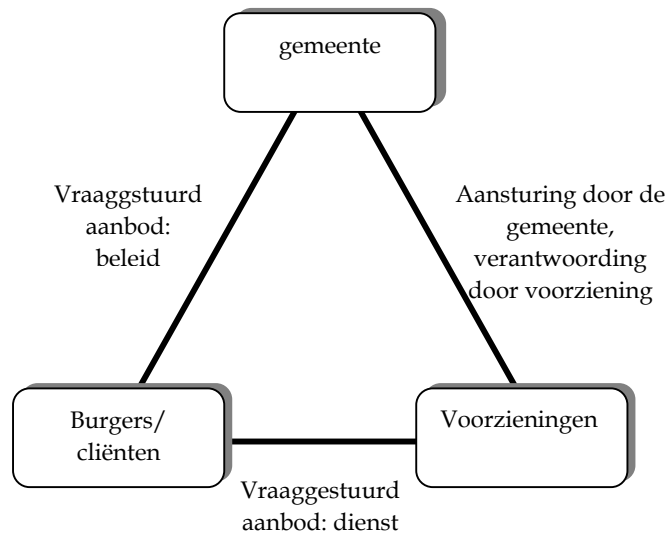 gemeente
Vraaggstuurd
aanbod:
beleid
Aansturing door de
gemeente,
verantwoording
door voorziening
Burgers/
cliënten
Voorzieningen
Vraaggestuurd
aanbod: dienst